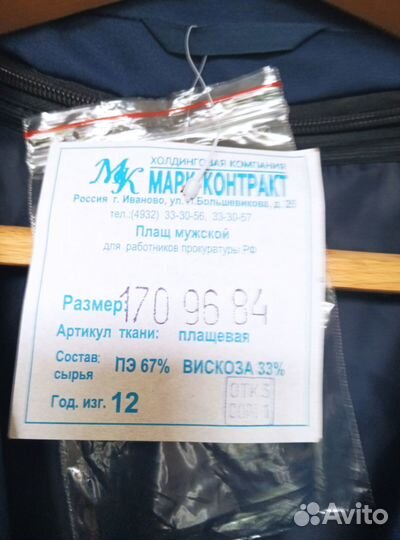 ХОЛДИНГОВАЯ КОМПАНИЯ
МК МАРК КОНТРАКТ
Россия г. Иваново, ул. П.Большевикова, д. 25
тел.:(4932) 33-30-56, 33-30-57
Плащ мужской
для работников прокуратуры РФ
Размер: 170 96 84
Артикул ткани: плащевая
Состав: ПЭ 67% ВИСКОЗА 33%
сырья
Год. изг. 12
ОТК 5
СОРТ 1
Avito